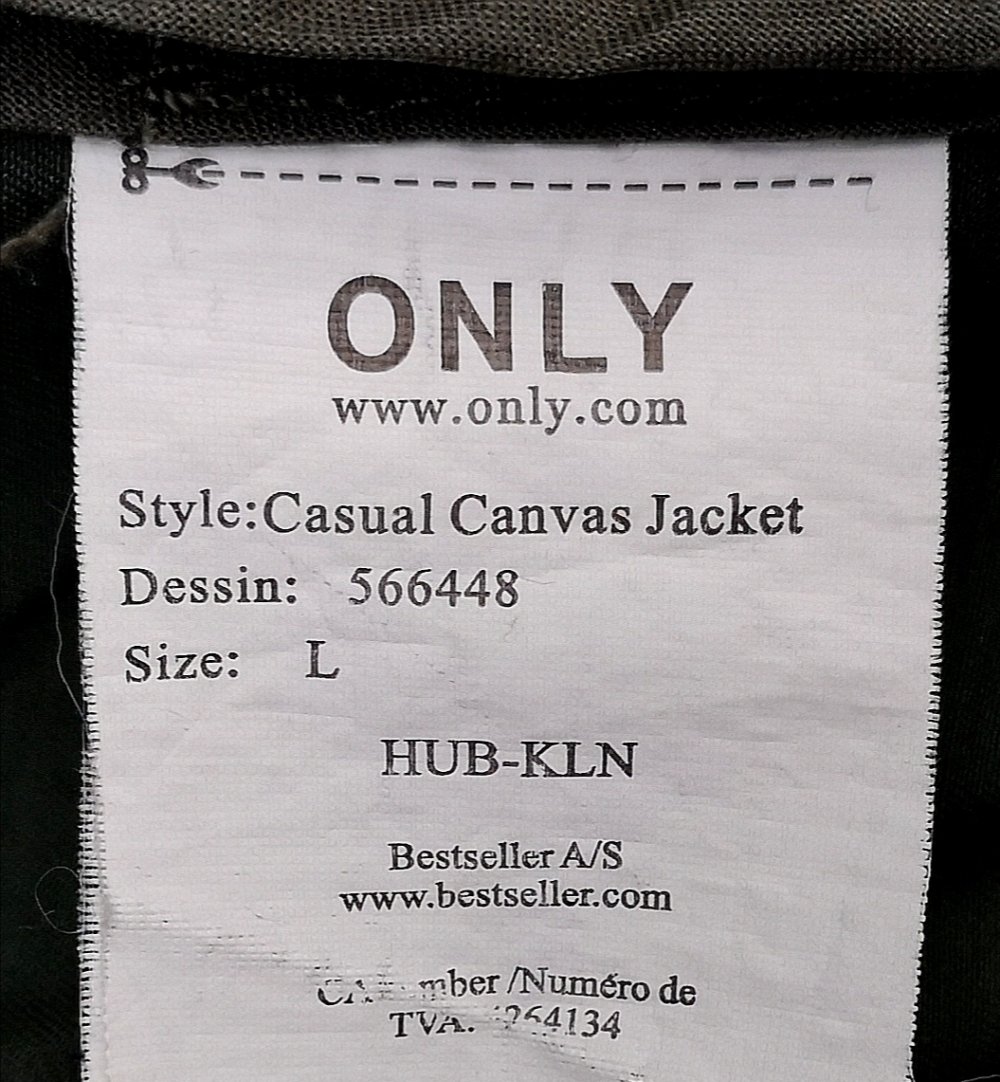 ONLY
www.only.com
Style:Casual Canvas Jacket
Dessin: 566448
Size: L
HUB-KLN
Bestseller A/S
www.bestseller.com
/Numéro de
TVA.